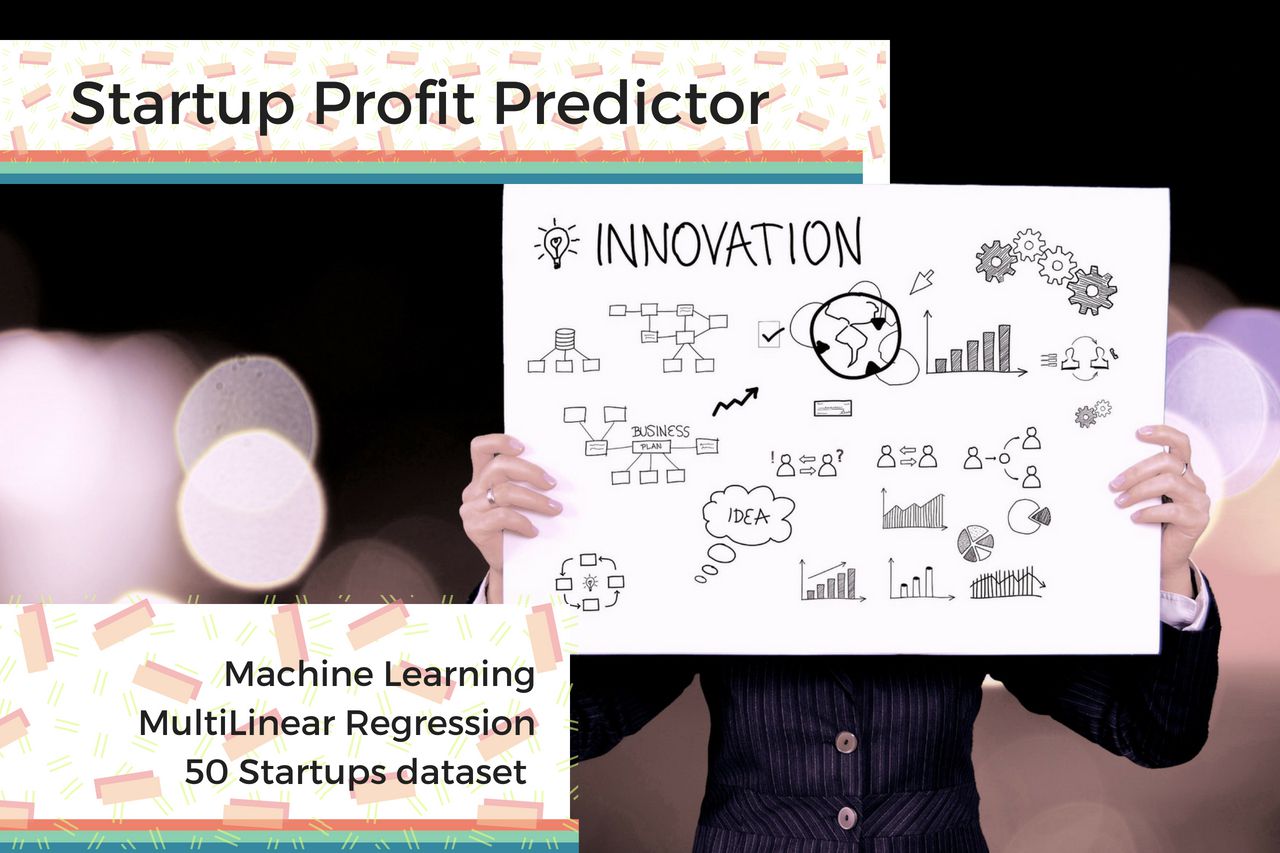 Startup Profit Predictor
INNOVATION
BUSINESS
PLAN
! ?
IDEA
Machine Learning
MultiLinear Regression
50 Startups dataset